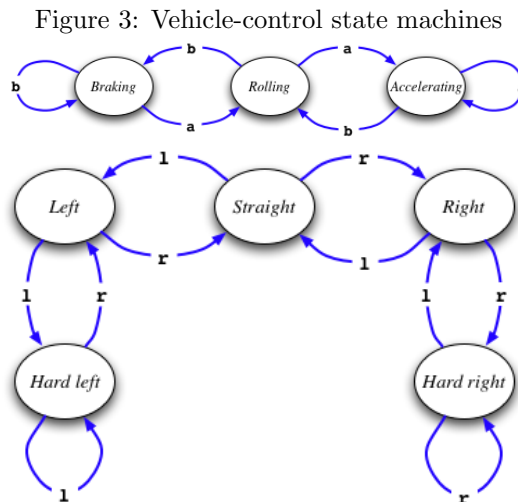 Figure 3: Vehicle-control state machines
b a
b Braking Rolling Accelerating
a b
l r
Left Straight Right
r l
l r l r
Hard left Hard right
l r